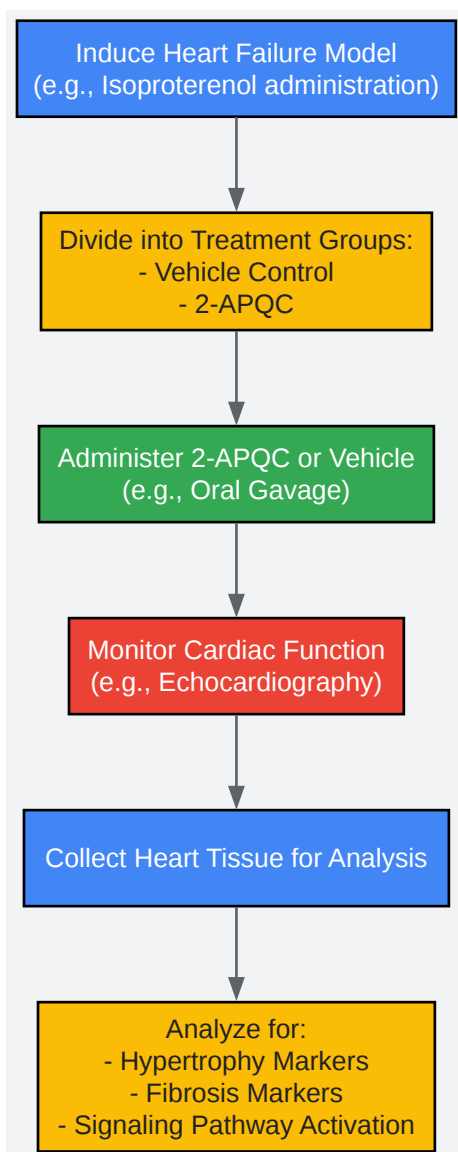 Induce Heart Failure Model
(e.g., Isoproterenol administration)
Divide into Treatment Groups:
- Vehicle Control
- 2-APQC
Administer 2-APQC or Vehicle
(e.g., Oral Gavage)
Monitor Cardiac Function
(e.g., Echocardiography)
Collect Heart Tissue for Analysis
Analyze for:
- Hypertrophy Markers
- Fibrosis Markers
- Signaling Pathway Activation